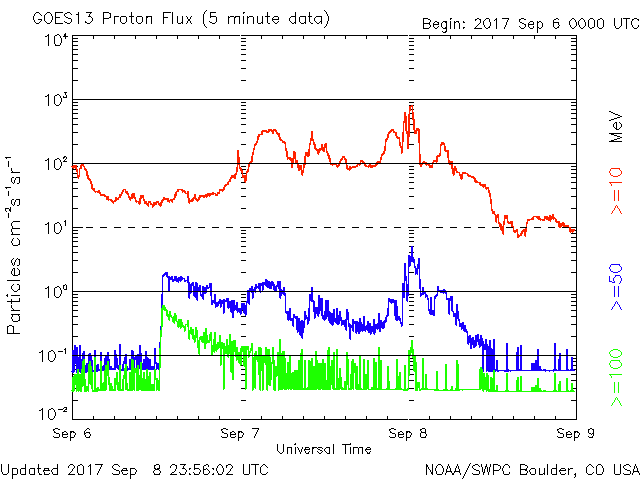 GOES13 Proton Flux (5 minute data)
Begin: 2017 Sep 6 0000 UTC
10⁴
10³
10²
10¹
10⁰
10⁻¹
10⁻²
Particles cm⁻²s⁻¹sr⁻¹
MeV
>=10
>=50
>=100
Sep 6
Sep 7
Sep 8
Sep 9
Universal Time
Updated 2017 Sep 8 23:56:02 UTC
NOAA/SWPC Boulder, CO USA